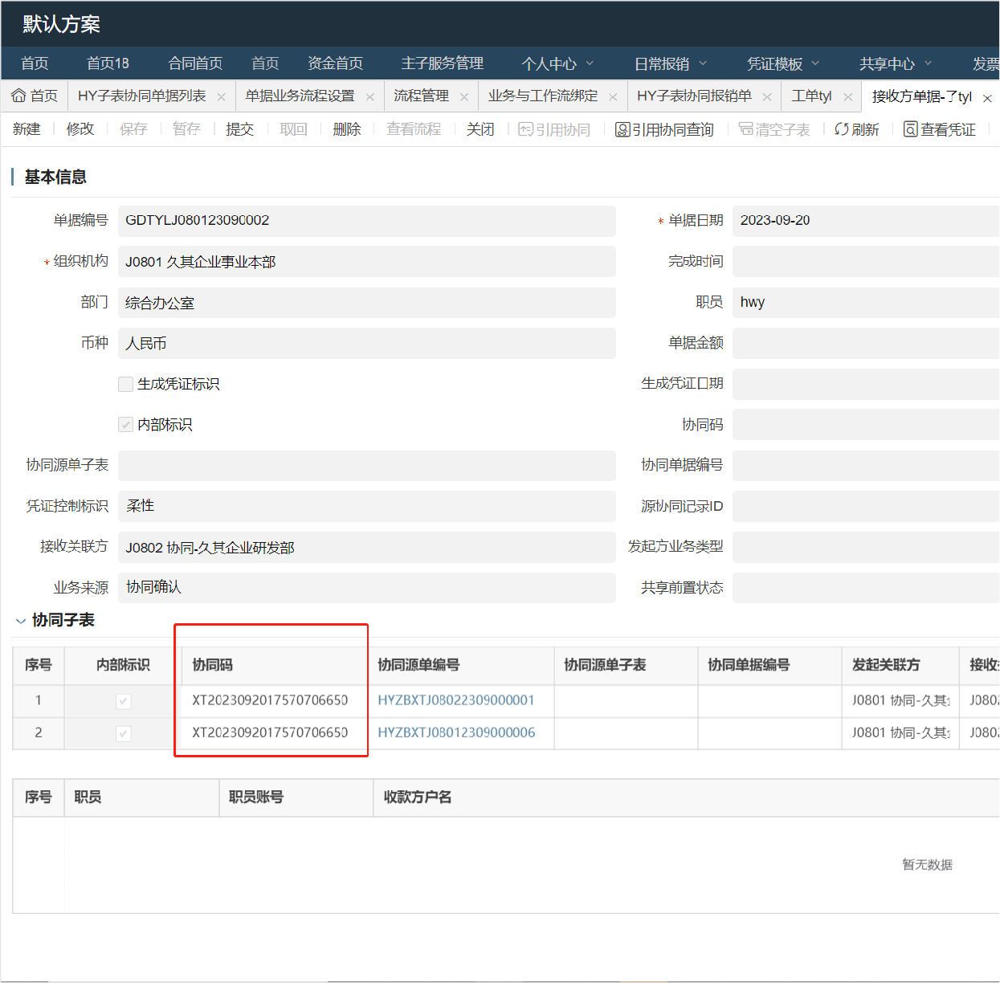 默认方案
首页 首页18 合同首页 首页 资金首页 主子服务管理 个人中心 日常报销 凭证模板 共享中心 发票
首页 HY子表协同单据列表 单据业务流程设置 流程管理 业务与工作流绑定 HY子表协同报销单 工单tyl 接收方单据-了tyl
新建 修改 保存 暂存 提交 取回 删除 查看流程 关闭 引用协同 引用协同查询 清空子表 刷新 查看凭证
基本信息
单据编号 GDTYLJ080123090002 * 单据日期 2023-09-20
* 组织机构 J0801 久其企业事业本部 完成时间
部门 综合办公室 职员 hwy
币种 人民币 单据金额
生成凭证标识 生成凭证日期
内部标识 协同码
协同源单子表 协同单据编号
凭证控制标识 柔性 源协同记录ID
接收关联方 J0802 协同-久其企业研发部 发起方业务类型
业务来源 协同确认 共享前置状态
协同子表
序号 内部标识 协同码 协同源单编号 协同源单子表 协同单据编号 发起关联方 接收
1 XT2023092017570706650 HYZBXTJ08022309000001 J0801 协同-久其 J080
2 XT2023092017570706650 HYZBXTJ08012309000006 J0801 协同-久其 J080
序号 职员 职员账号 收款方户名
暂无数据